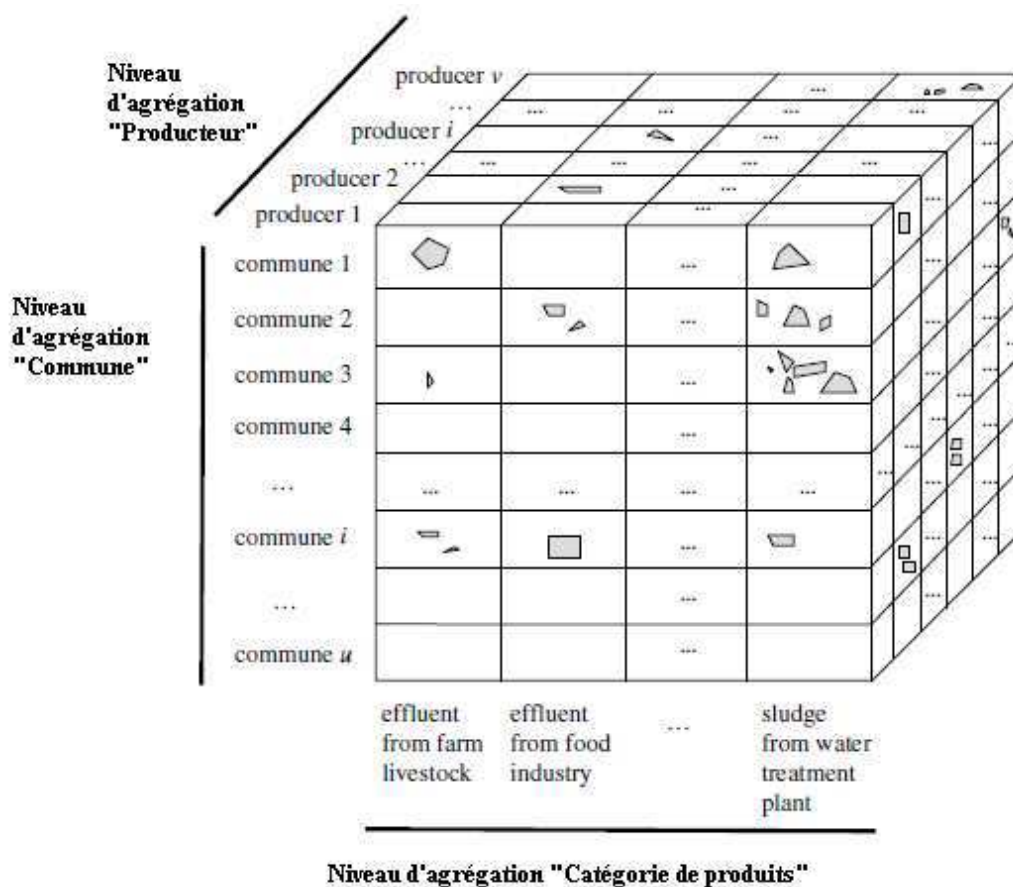 Niveau
d'agrégation
"Producteur"
producer v
...
producer i
...
producer 2
producer 1
Niveau
d'agrégation
"Commune"
commune 1
commune 2
commune 3
commune 4
...
commune i
...
commune u
effluent
from farm
livestock
effluent
from food
industry
...
sludge
from water
treatment
plant
Niveau d'agrégation "Catégorie de produits"